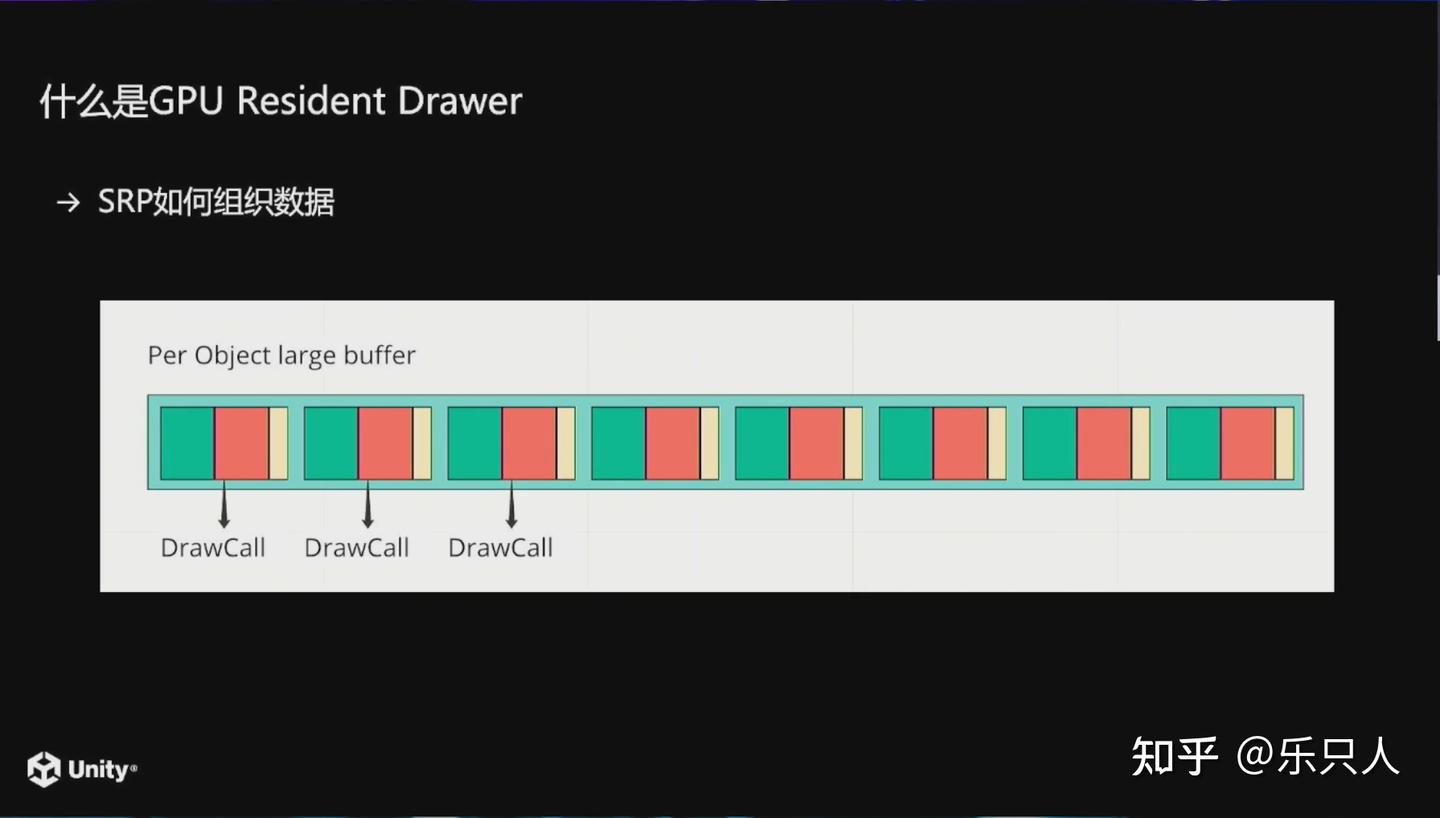 什么是GPU Resident Drawer
→ SRP如何组织数据
Per Object large buffer
DrawCall DrawCall DrawCall
Unity®
知乎 @乐只人